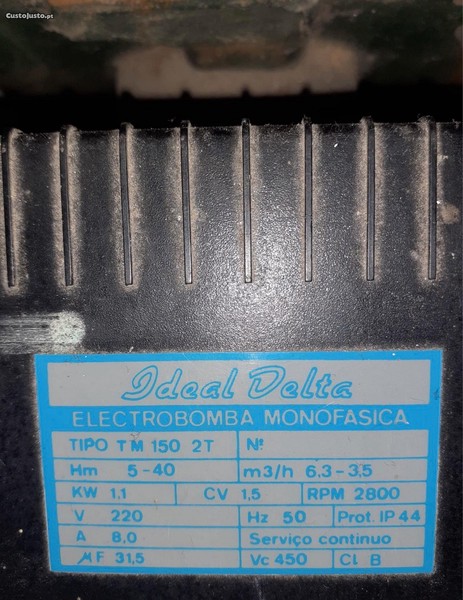 CustoJusto.pt
Ideal Delta
ELECTROBOMBA MONOFASICA
TIPO TM 150 2T Nº
Hm 5-40 m3/h 6,3-3,5
KW 1,1 CV 1,5 RPM 2800
V 220 Hz 50 Prot. IP 44
A 8,0 Serviço contínuo
µF 31,5 Vc 450 Cl B